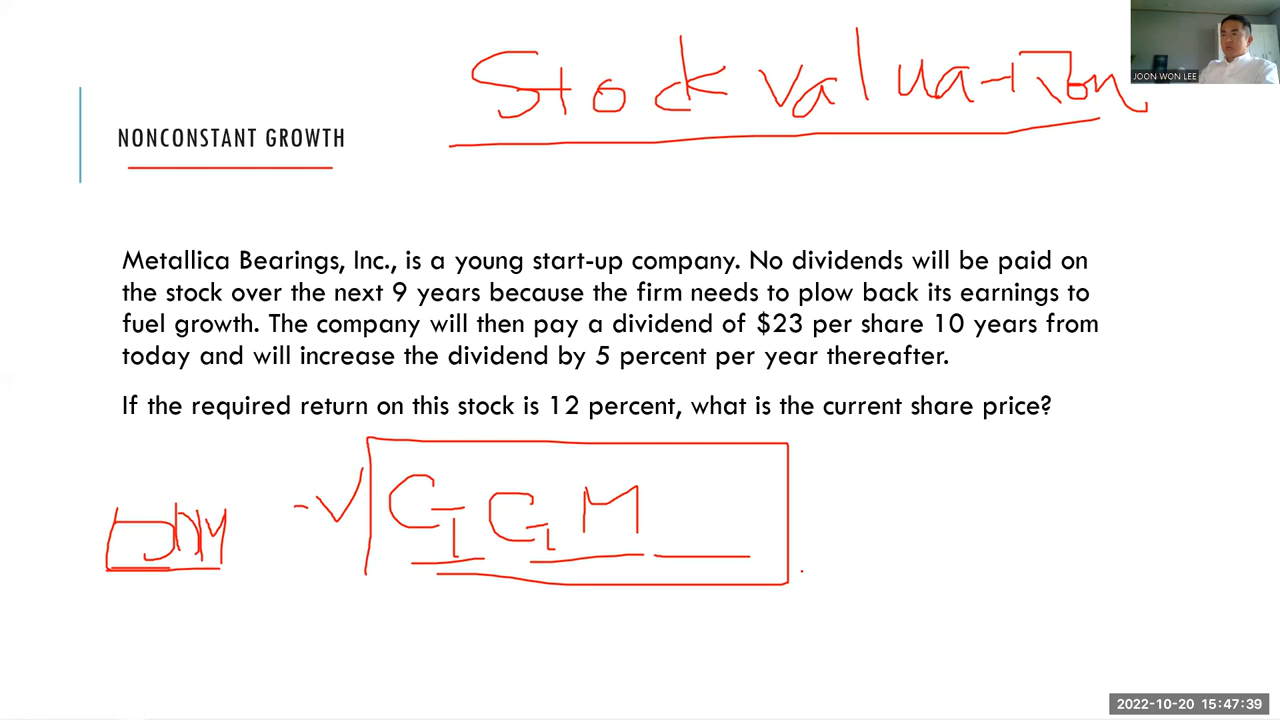 Stock valuation
JOON WON LEE
NONCONSTANT GROWTH
Metallica Bearings, Inc., is a young start-up company. No dividends will be paid on
the stock over the next 9 years because the firm needs to plow back its earnings to
fuel growth. The company will then pay a dividend of $23 per share 10 years from
today and will increase the dividend by 5 percent per year thereafter.
If the required return on this stock is 12 percent, what is the current share price?
GGM
2022-10-20 15:47:39